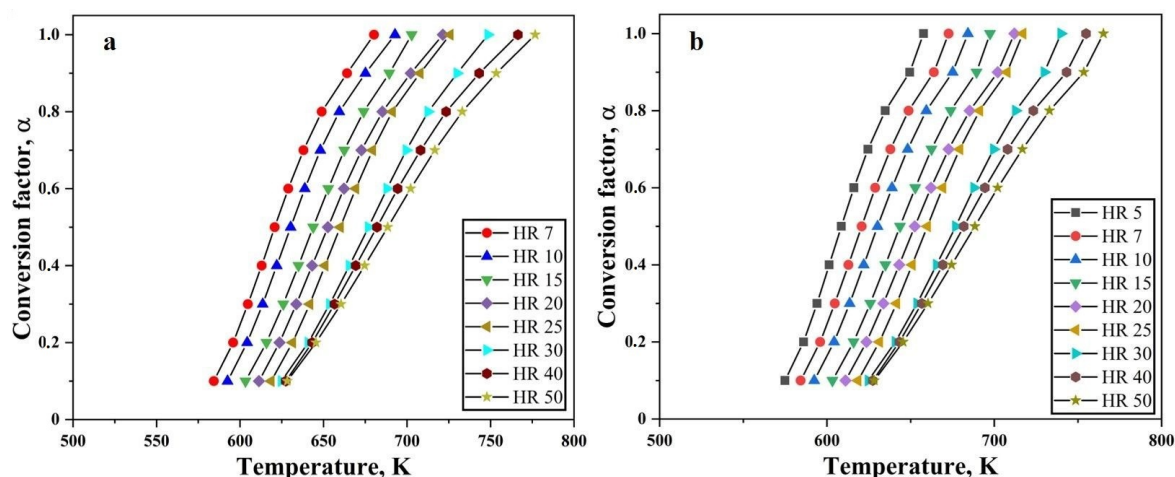 a
Conversion factor, α
1.0
0.8
0.6
0.4
0.2
0
HR 7
HR 10
HR 15
HR 20
HR 25
HR 30
HR 40
HR 50
500 550 600 650 700 750 800
Temperature, K
b
Conversion factor, α
1.0
0.8
0.6
0.4
0.2
0
HR 5
HR 7
HR 10
HR 15
HR 20
HR 25
HR 30
HR 40
HR 50
500 600 700 800
Temperature, K